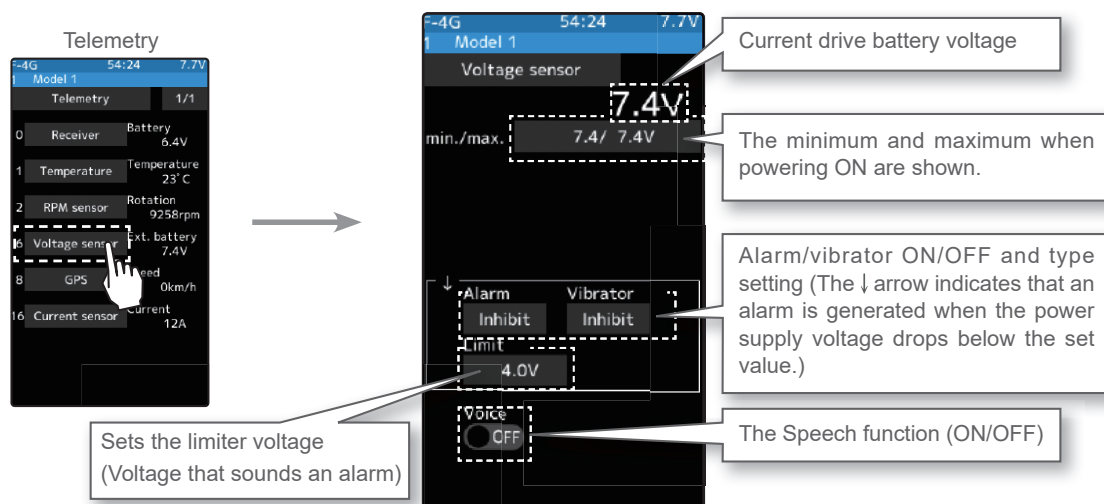 Telemetry
-4G 54:24 7.7V
1 Model 1
Telemetry 1/1
0 Receiver Battery
6.4V
1 Temperature Temperature
23°C
2 RPM sensor Rotation
9258rpm
6 Voltage sensor Ext. battery
7.4V
8 GPS
0km/h
16 Current sensor Current
12A
-4G 54:24 7.7V
1 Model 1
Voltage sensor
7.4V
min./max. 7.4/ 7.4V
↓ Alarm Vibrator
Inhibit Inhibit
Limit
4.0V
Voice
OFF
Current drive battery voltage
The minimum and maximum when
powering ON are shown.
Alarm/vibrator ON/OFF and type
setting (The ↓ arrow indicates that an
alarm is generated when the power
supply voltage drops below the set
value.)
The Speech function (ON/OFF)
Sets the limiter voltage
(Voltage that sounds an alarm)